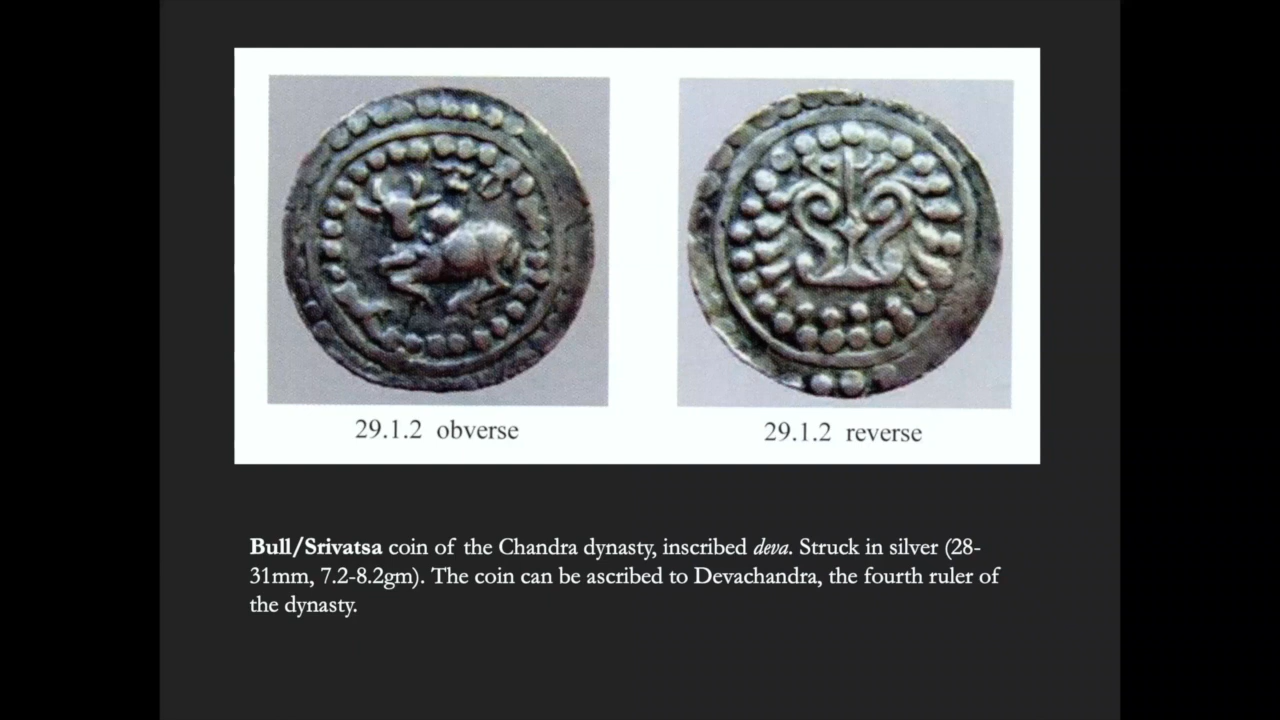 29.1.2 obverse
29.1.2 reverse
Bull/Srivatsa coin of the Chandra dynasty, inscribed deva. Struck in silver (28-
31mm, 7.2-8.2gm). The coin can be ascribed to Devachandra, the fourth ruler of
the dynasty.